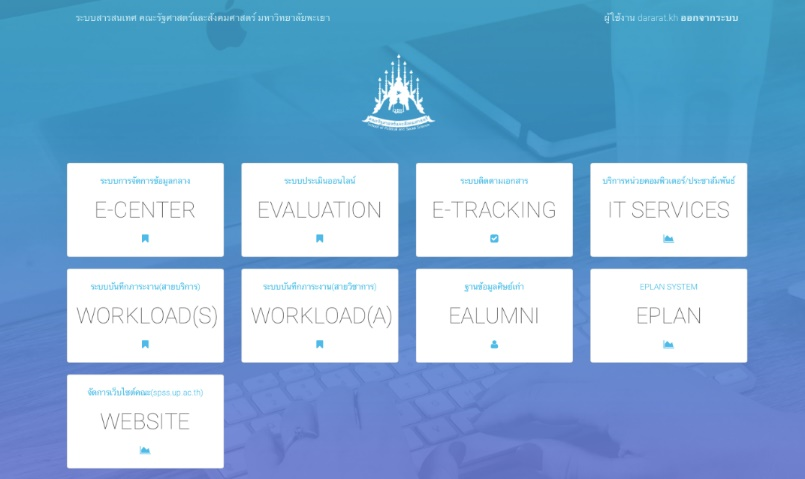 ระบบสารสนเทศ คณะรัฐศาสตร์และสังคมศาสตร์ มหาวิทยาลัยพะเยา
ผู้ใช้งาน dararat.kh ออกจากระบบ
ระบบการจัดการข้อมูลกลาง
E-CENTER
ระบบประเมินออนไลน์
EVALUATION
ระบบติดตามเอกสาร
E-TRACKING
บริการหน่วยคอมพิวเตอร์/ประชาสัมพันธ์
IT SERVICES
ระบบบันทึกภาระงาน(สายบริการ)
WORKLOAD(S)
ระบบบันทึกภาระงาน(สายวิชาการ)
WORKLOAD(A)
ฐานข้อมูลศิษย์เก่า
EALUMNI
EPLAN SYSTEM
EPLAN
จัดการเว็บไซต์คณะ(spss.up.ac.th)
WEBSITE